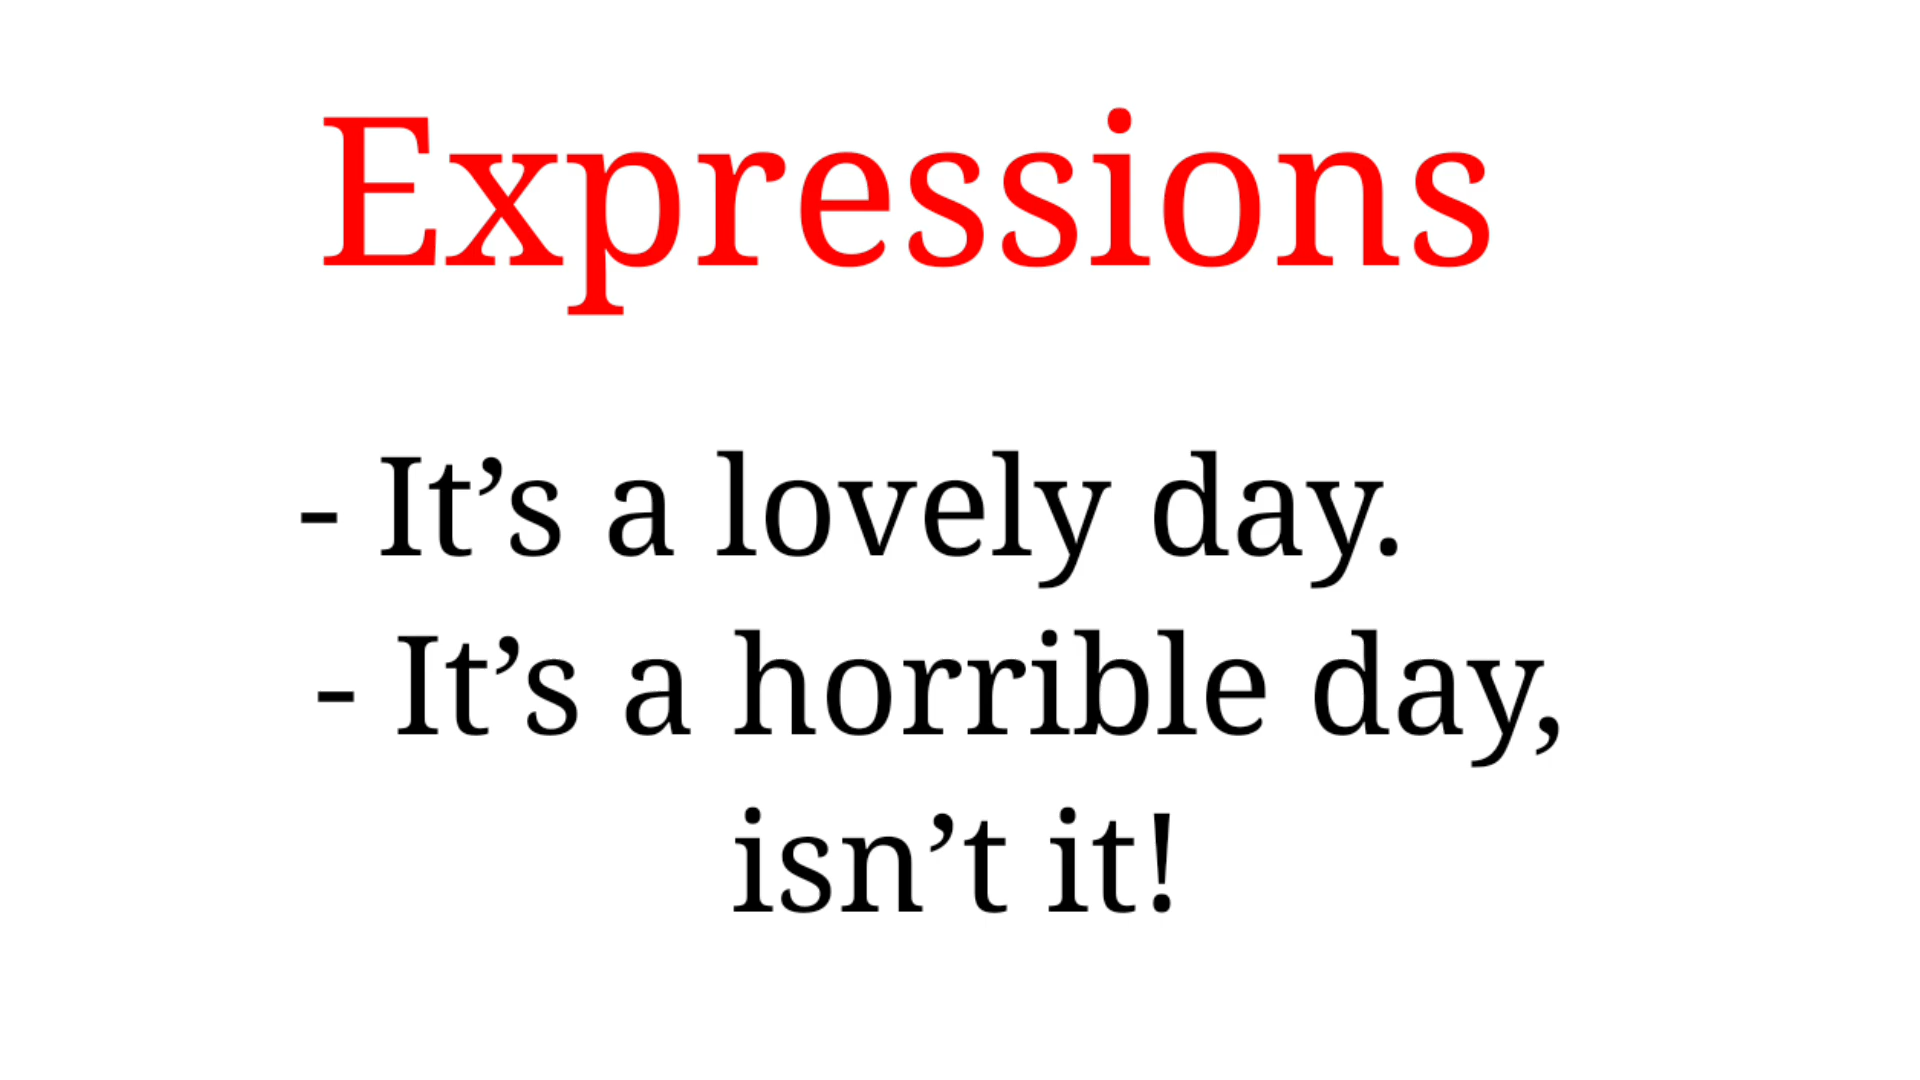 Expressions
- It’s a lovely day.
- It’s a horrible day,
isn’t it!